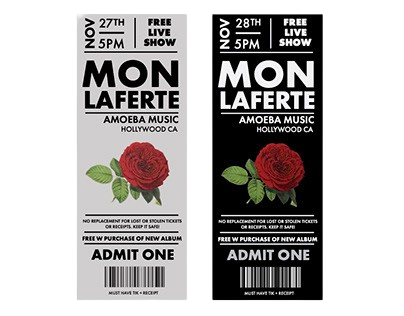 NOV
27TH
5PM
FREE
LIVE
SHOW
MON
LAFERTE
AMOEBA MUSIC
HOLLYWOOD CA
NO REPLACEMENT FOR LOST OR STOLEN TICKETS
OR RECEIPTS. KEEP IT SAFE!
FREE W PURCHASE OF NEW ALBUM
ADMIT ONE
MUST HAVE TIK + RECEIPT
NOV
28TH
5PM
FREE
LIVE
SHOW
MON
LAFERTE
AMOEBA MUSIC
HOLLYWOOD CA
NO REPLACEMENT FOR LOST OR STOLEN TICKETS
OR RECEIPTS. KEEP IT SAFE!
FREE W PURCHASE OF NEW ALBUM
ADMIT ONE
MUST HAVE TIK + RECEIPT